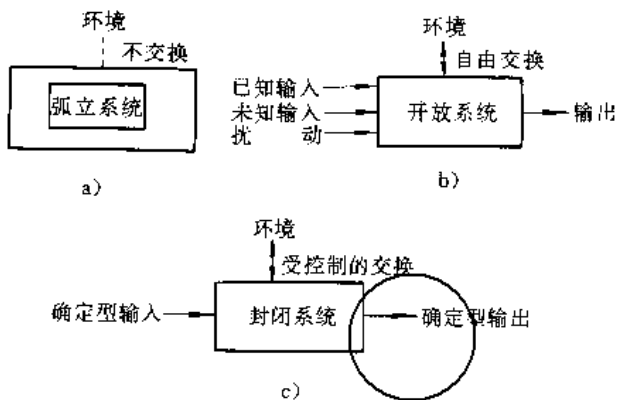 环境
不交换
弧立系统
a)
环境
自由交换
已知输入
未知输入
扰 动
开放系统
输出
b)
环境
受控制的交换
确定型输入
封闭系统
确定型输出
c)